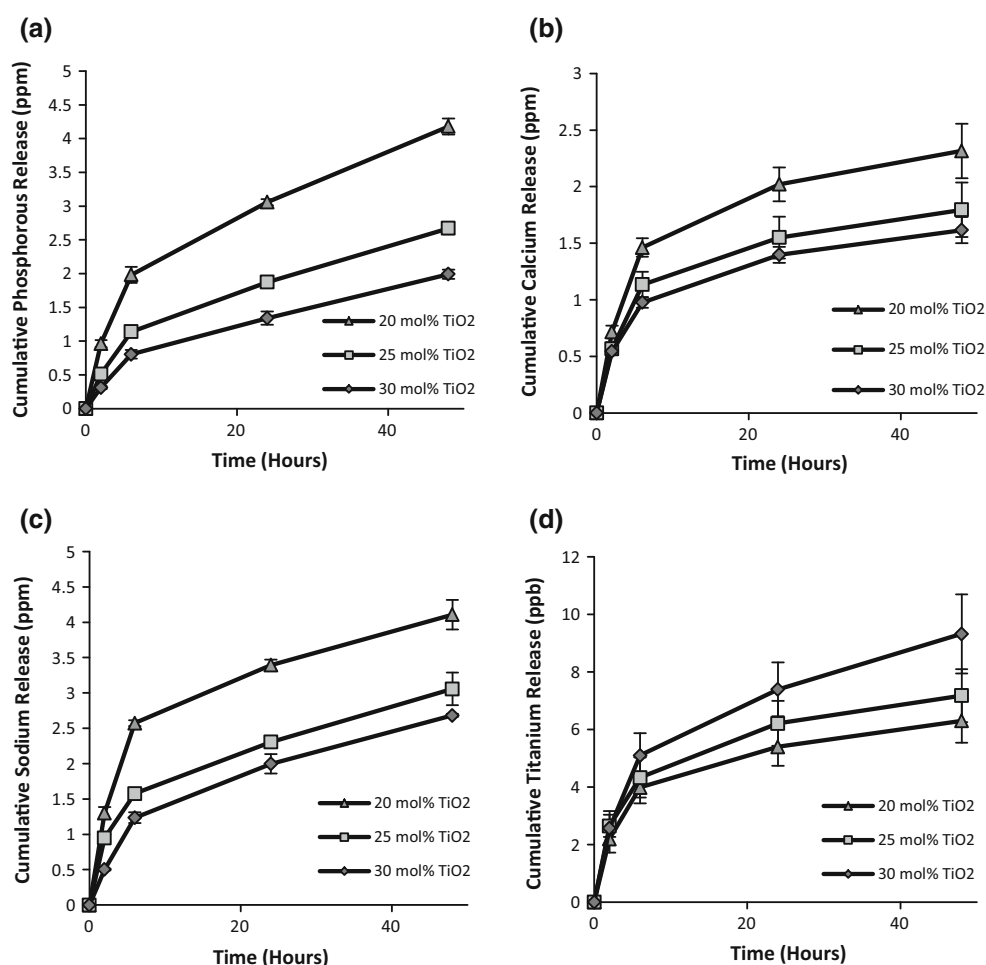 (a)
Cumulative Phosphorous Release (ppm)
5
4.5
4
3.5
3
2.5
2
1.5
1
0.5
0
20 mol% TiO2
25 mol% TiO2
30 mol% TiO2
0
20
40
Time (Hours)
(b)
Cumulative Calcium Release (ppm)
3
2.5
2
1.5
1
0.5
0
20 mol% TiO2
25 mol% TiO2
30 mol% TiO2
0
20
40
Time (Hours)
(c)
Cumulative Sodium Release (ppm)
5
4.5
4
3.5
3
2.5
2
1.5
1
0.5
0
20 mol% TiO2
25 mol% TiO2
30 mol% TiO2
0
20
40
Time (Hours)
(d)
Cumulative Titanium Release (ppb)
12
10
8
6
4
2
0
20 mol% TiO2
25 mol% TiO2
30 mol% TiO2
0
20
40
Time (Hours)